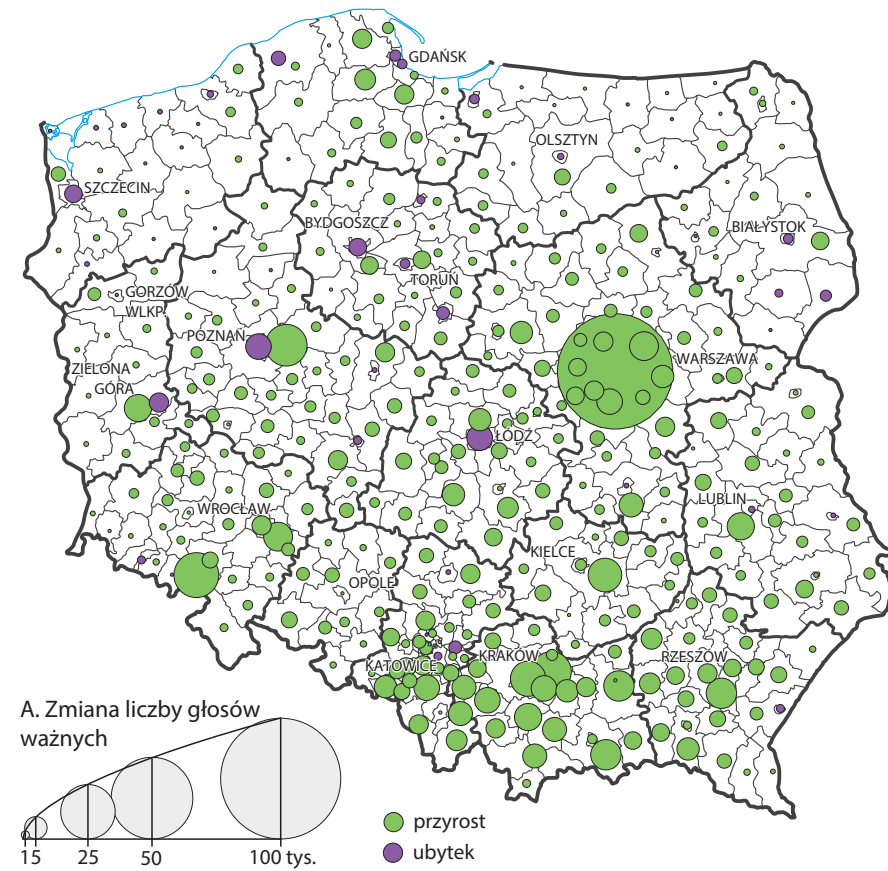 GDAŃSK
OLSZTYN
SZCZECIN
BYDGOSZCZ
BIAŁYSTOK
TORUŃ
GORZÓW
WLKP.
POZNAŃ
WARSZAWA
ZIELONA
GÓRA
ŁÓDŹ
LUBLIN
WROCŁAW
KIELCE
OPOLE
KRAKÓW
RZESZÓW
KATOWICE
A. Zmiana liczby głosów
ważnych
15 25 50 100 tys.
przyrost
ubytek